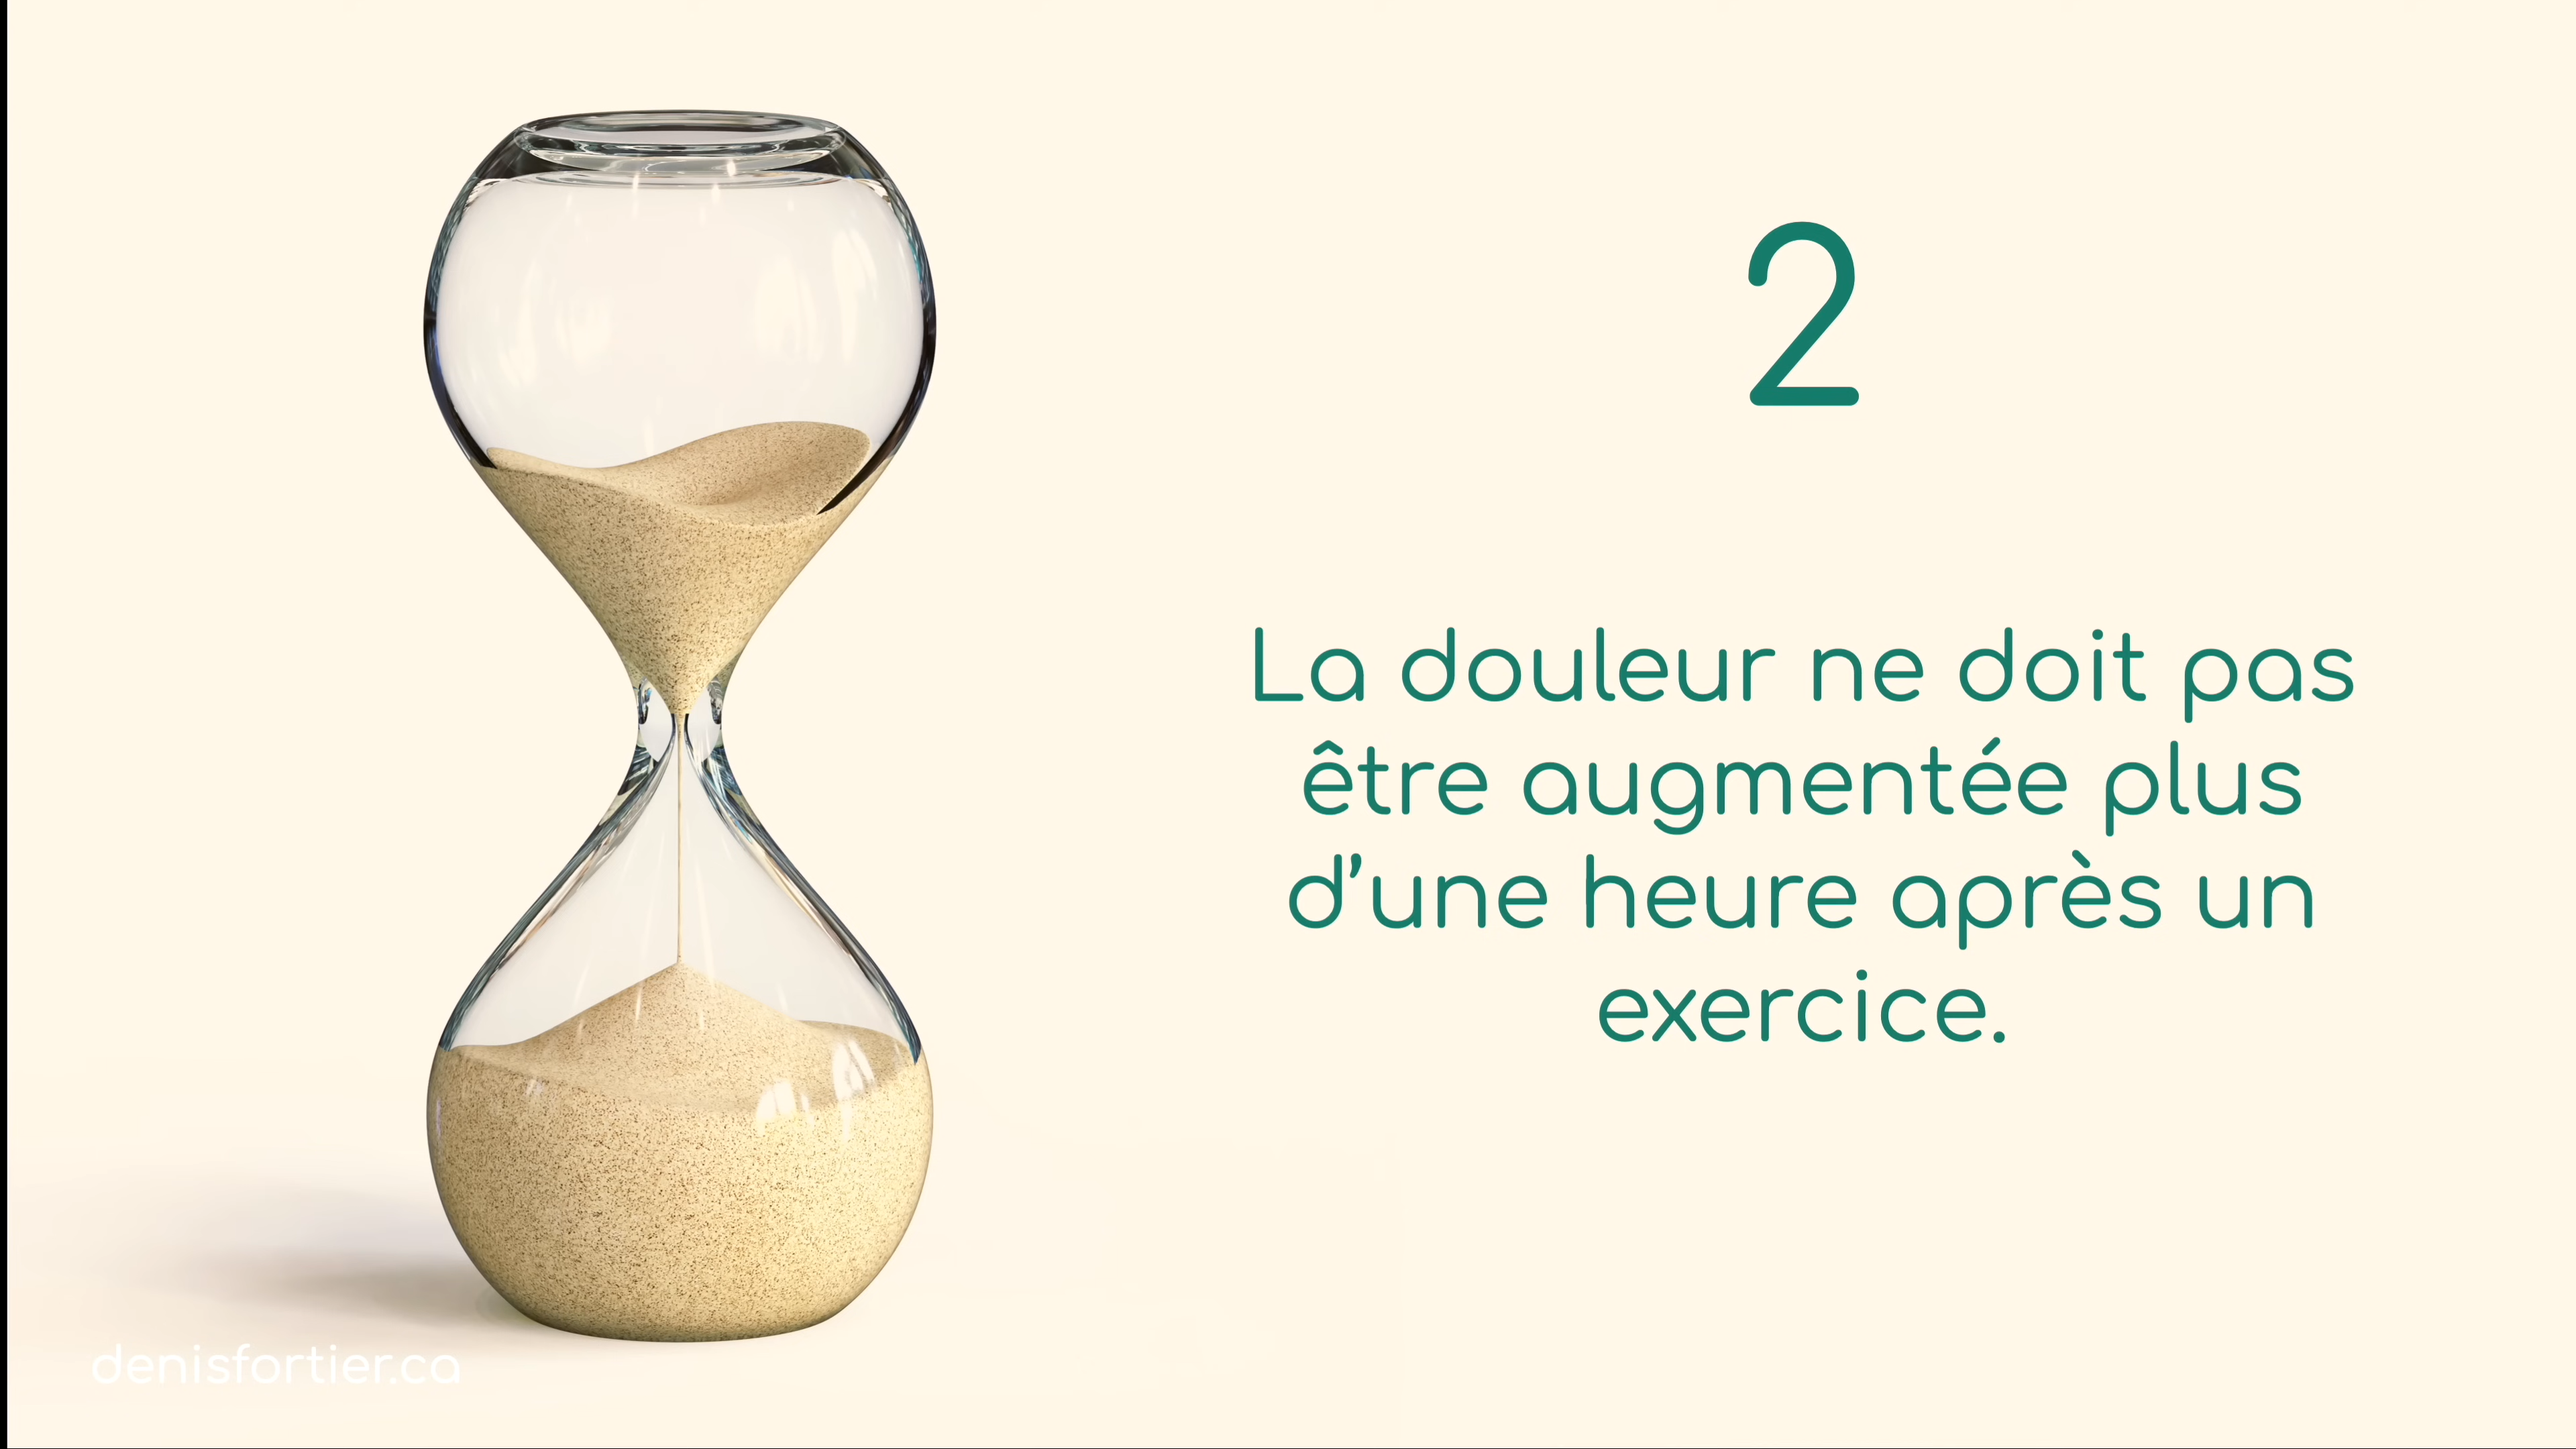 2
La douleur ne doit pas
être augmentée plus
d’une heure après un
exercice.
denisfortier.ca